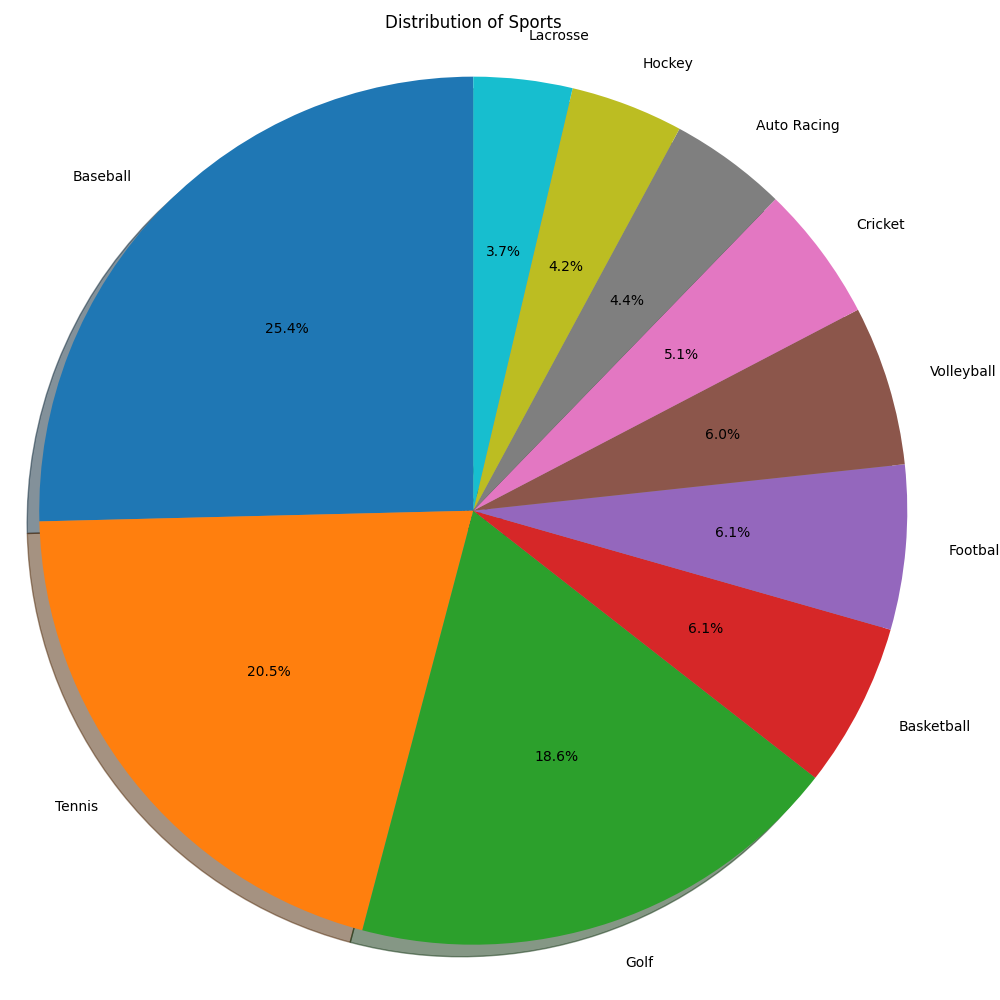 Distribution of Sports
Lacrosse
Hockey
Auto Racing
Baseball
Cricket
3.7%
4.2%
4.4%
25.4%
5.1%
Volleyball
6.0%
6.1%
Footbal
6.1%
20.5%
Basketball
18.6%
Tennis
Golf